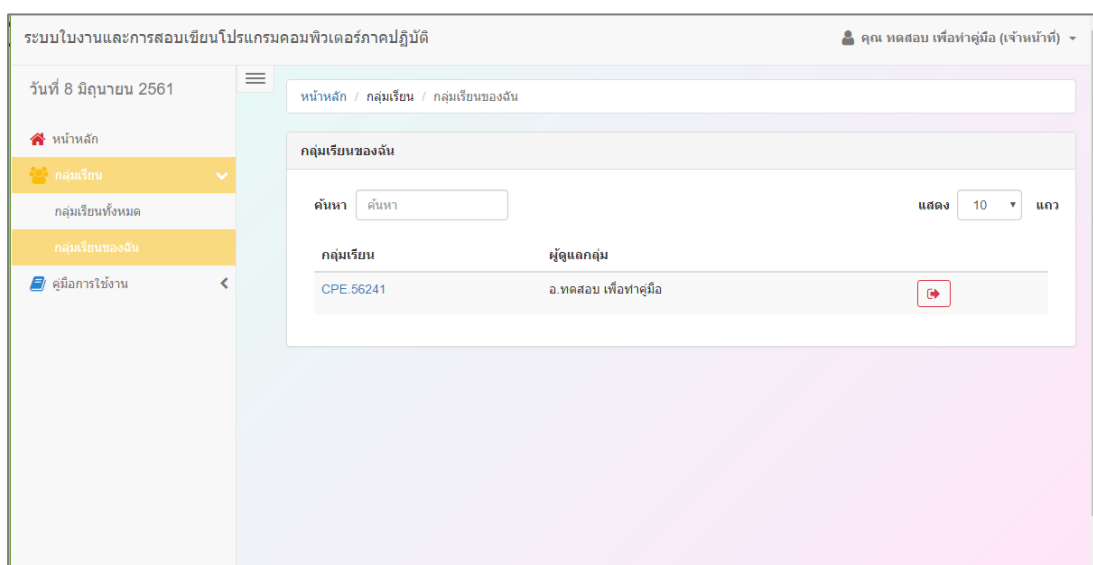 ระบบใบงานและการสอบเขียนโปรแกรมคอมพิวเตอร์ภาคปฏิบัติ
คุณ ทดสอบ เพื่อทำคู่มือ (เจ้าหน้าที่)
วันที่ 8 มิถุนายน 2561
หน้าหลัก / กลุ่มเรียน / กลุ่มเรียนของฉัน
หน้าหลัก
กลุ่มเรียน
กลุ่มเรียนทั้งหมด
กลุ่มเรียนของฉัน
คู่มือการใช้งาน
กลุ่มเรียนของฉัน
ค้นหา ค้นหา
แสดง 10 แถว
กลุ่มเรียน ผู้ดูแลกลุ่ม
CPE.56241 อ.ทดสอบ เพื่อทำคู่มือ